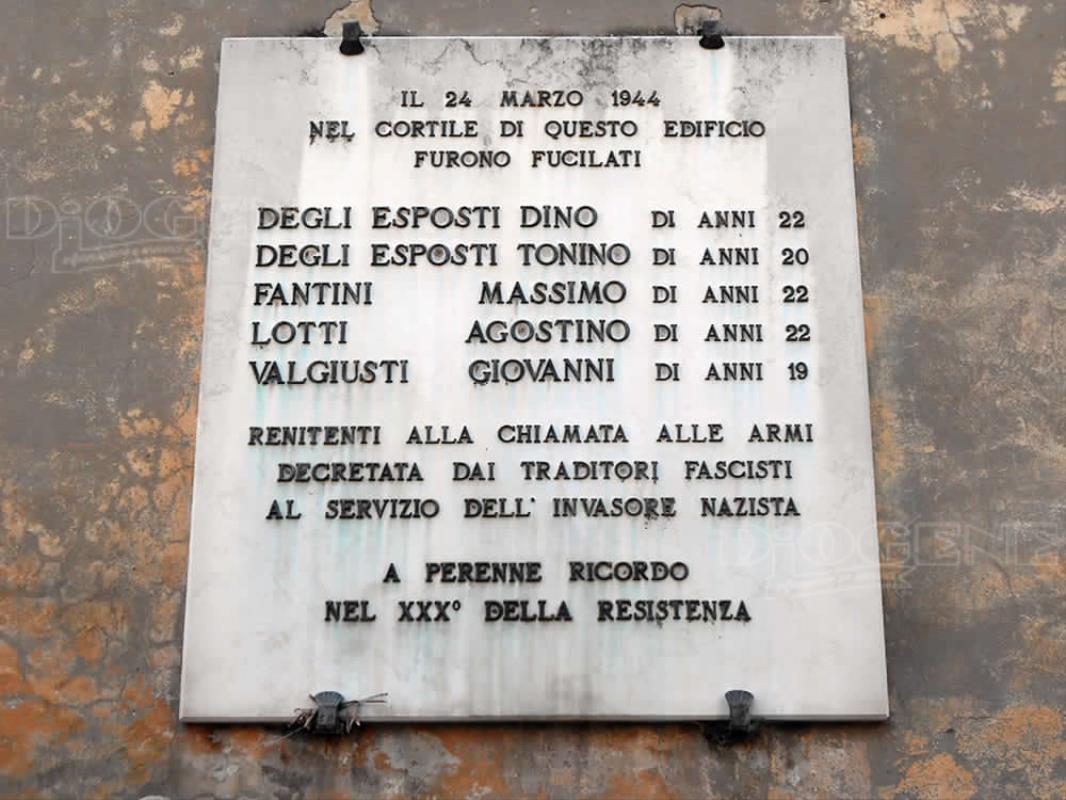 IL 24 MARZO 1944
NEL CORTILE DI QUESTO EDIFICIO
FURONO FUCILATI
DEGLI ESPOSTI DINO DI ANNI 22
DEGLI ESPOSTI TONINO DI ANNI 20
FANTINI MASSIMO DI ANNI 22
LOTTI AGOSTINO DI ANNI 22
VALGIUSTI GIOVANNI DI ANNI 19
RENITENTI ALLA CHIAMATA ALLE ARMI
DECRETATA DAI TRADITORI FASCISTI
AL SERVIZIO DELL' INVASORE NAZISTA
A PERENNE RICORDO
NEL XXX° DELLA RESISTENZA
DIOGENE